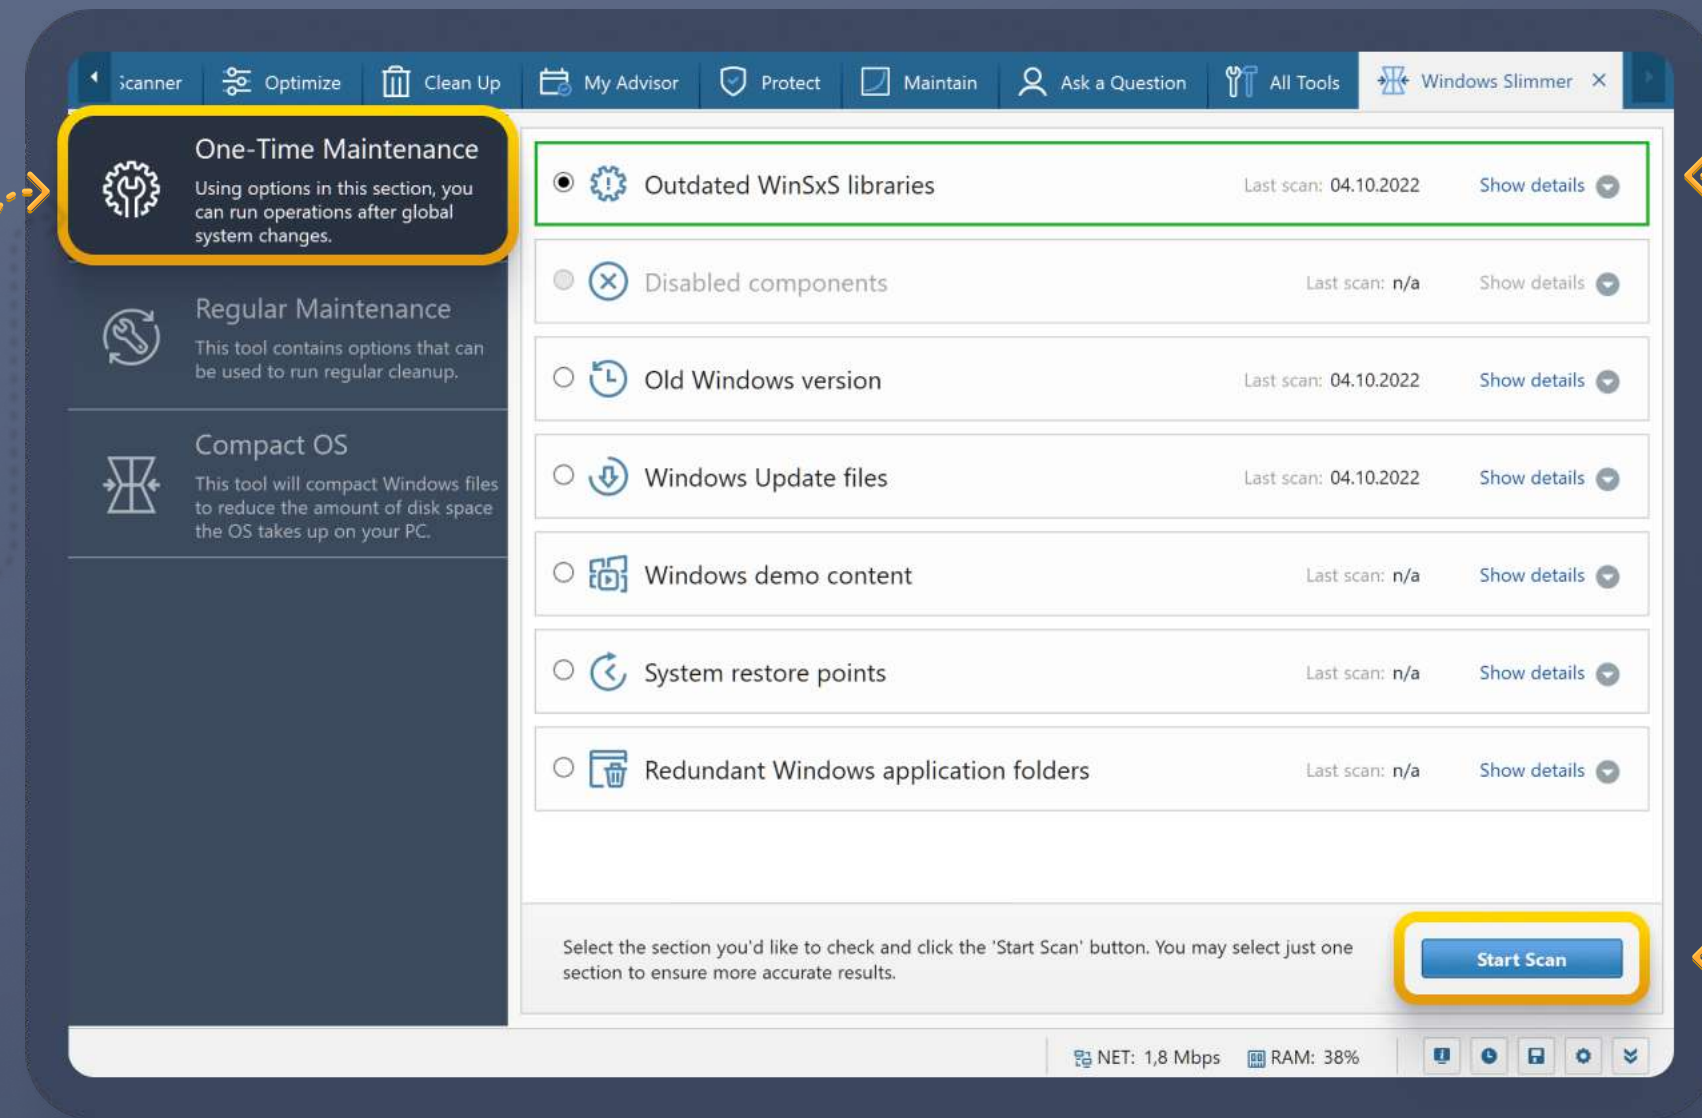 Scanner Optimize Clean Up My Advisor Protect Maintain Ask a Question All Tools Windows Slimmer
One-Time Maintenance
Using options in this section, you
can run operations after global
system changes.
Regular Maintenance
This tool contains options that can
be used to run regular cleanup.
Compact OS
This tool will compact Windows files
to reduce the amount of disk space
the OS takes up on your PC.
Outdated WinSxS libraries Last scan: 04.10.2022 Show details
Disabled components Last scan: n/a Show details
Old Windows version Last scan: 04.10.2022 Show details
Windows Update files Last scan: 04.10.2022 Show details
Windows demo content Last scan: n/a Show details
System restore points Last scan: n/a Show details
Redundant Windows application folders Last scan: n/a Show details
Select the section you'd like to check and click the 'Start Scan' button. You may select just one
section to ensure more accurate results.
Start Scan
NET: 1,8 Mbps RAM: 38%